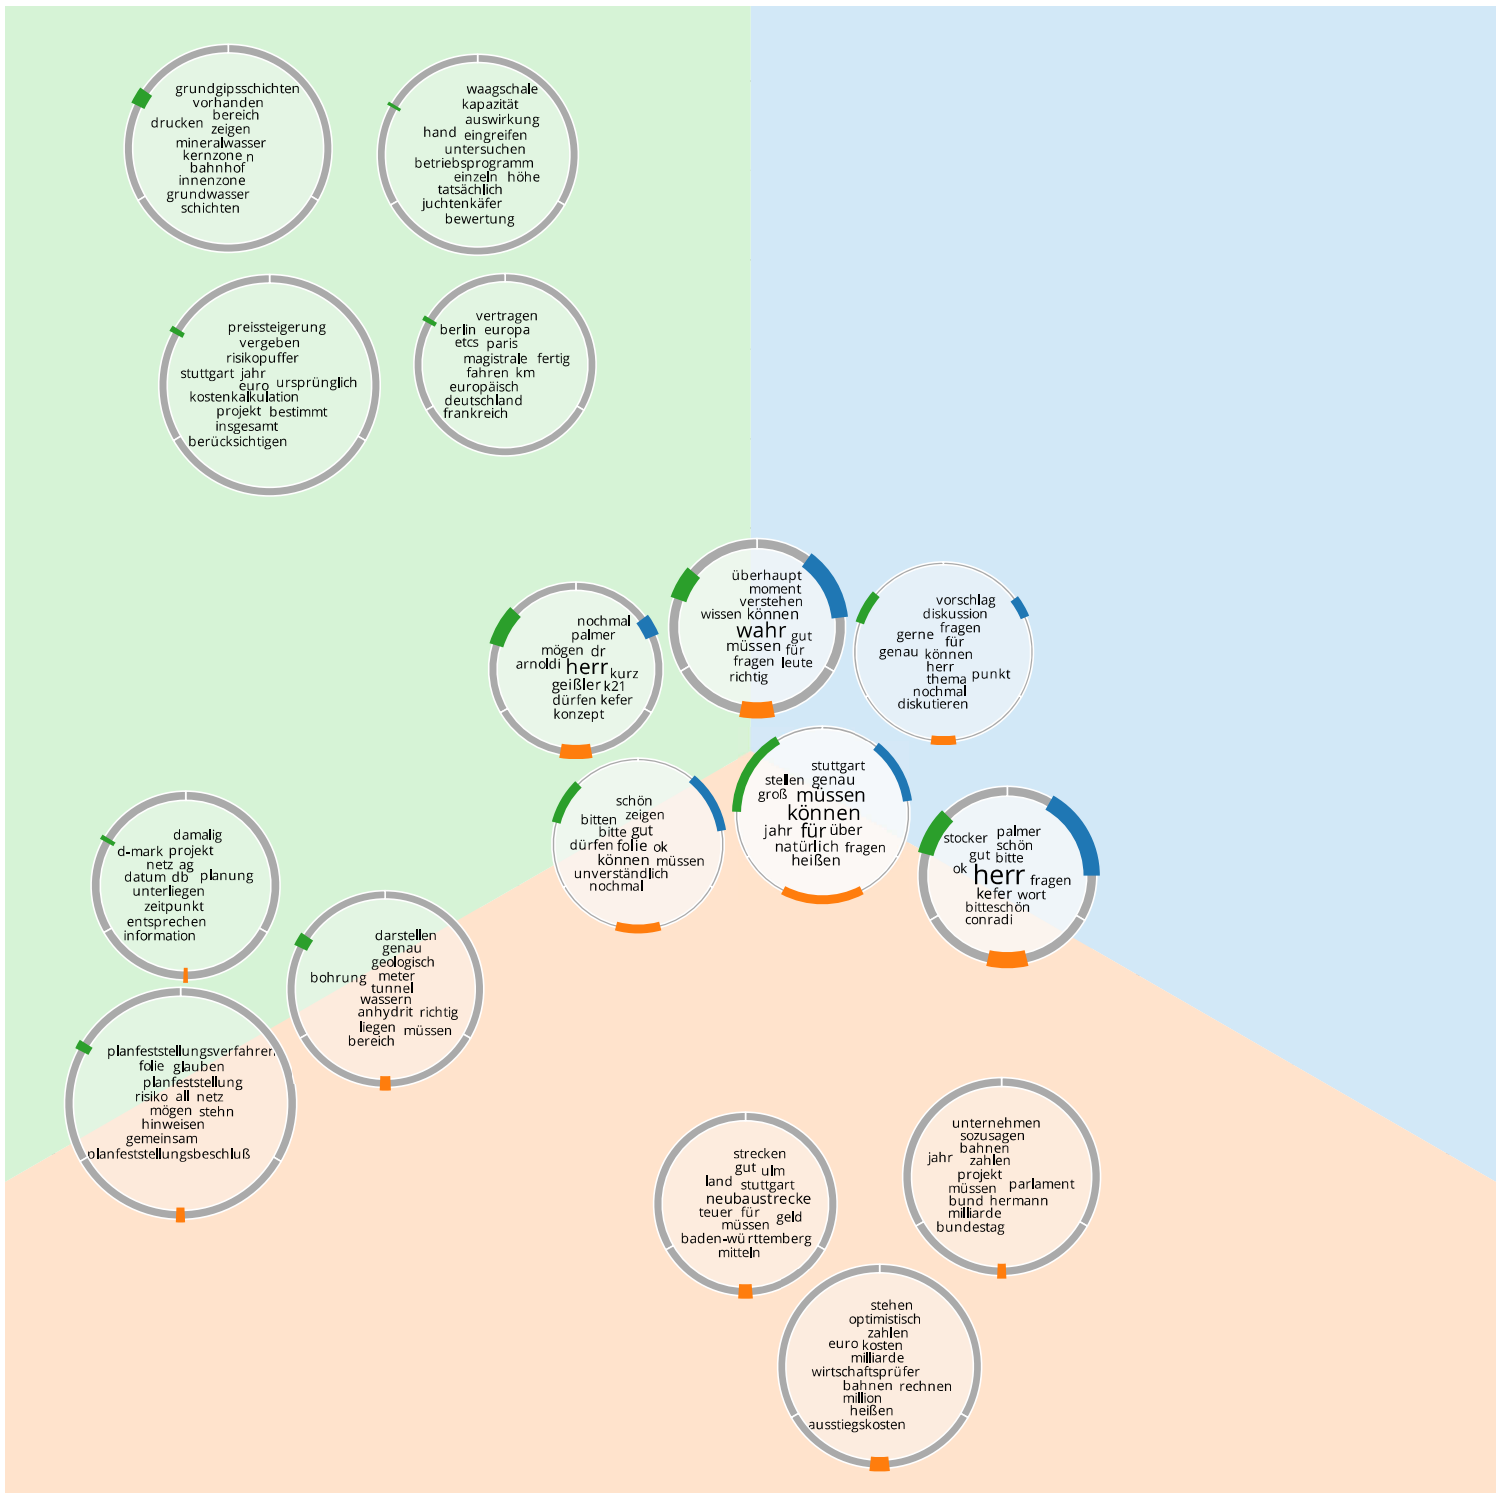 grundgipsschichten
vorhanden
bereich
drucken zeigen
mineralwasser
kernzone n
bahnhof
innenzone
grundwasser
schichten
waagschale
kapazität
auswirkung
hand eingreifen
untersuchen
betriebsprogramm
einzeln höhe
tatsächlich
juchtenkäfer
bewertung
preissteigerung
vergeben
risikopuffer
stuttgart jahr
euro ursprünglich
kostenkalkulation
projekt bestimmt
insgesamt
berücksichtigen
vertragen
berlin europa
etcs paris
magistrale fertig
fahren km
europäisch
deutschland
frankreich
nochmal
palmer
mögen dr
arnoldi herr kurz
geißler k21
dürfen kefer
konzept
überhaupt
moment
verstehen
wissen können
wahr gut
müssen für
fragen leute
richtig
vorschlag
diskussion
fragen
gerne für
genau können
herr
thema punkt
nochmal
diskutieren
schön
zeigen
bitten
bitte gut
dürfen folie ok
können müssen
unverständlich
nochmal
stuttgart
stellen genau
groß müssen
können
jahr für über
natürlich fragen
heißen
palmer
stocker schön
gut bitte
ok herr fragen
kefer wort
bitteschön
conradi
damalig
d-mark projekt
netz ag
datum db planung
unterliegen
zeitpunkt
entsprechen
information
darstellen
genau
geologisch
bohrung meter
tunnel
wassern
anhydrit richtig
liegen müssen
bereich
planfeststellungsverfahren
folie glauben
planfeststellung
risiko all netz
mögen stehn
hinweisen
gemeinsam
planfeststellungsbeschluß
strecken
gut ulm
land stuttgart
neubaustrecke
teuer für geld
müssen
baden-württemberg
mitteln
unternehmen
sozusagen
bahnen
jahr zahlen
projekt
müssen parlament
bund hermann
milliarde
bundestag
stehen
optimistisch
zahlen
euro kosten
milliarde
wirtschaftsprüfer
bahnen rechnen
million
heißen
ausstiegskosten